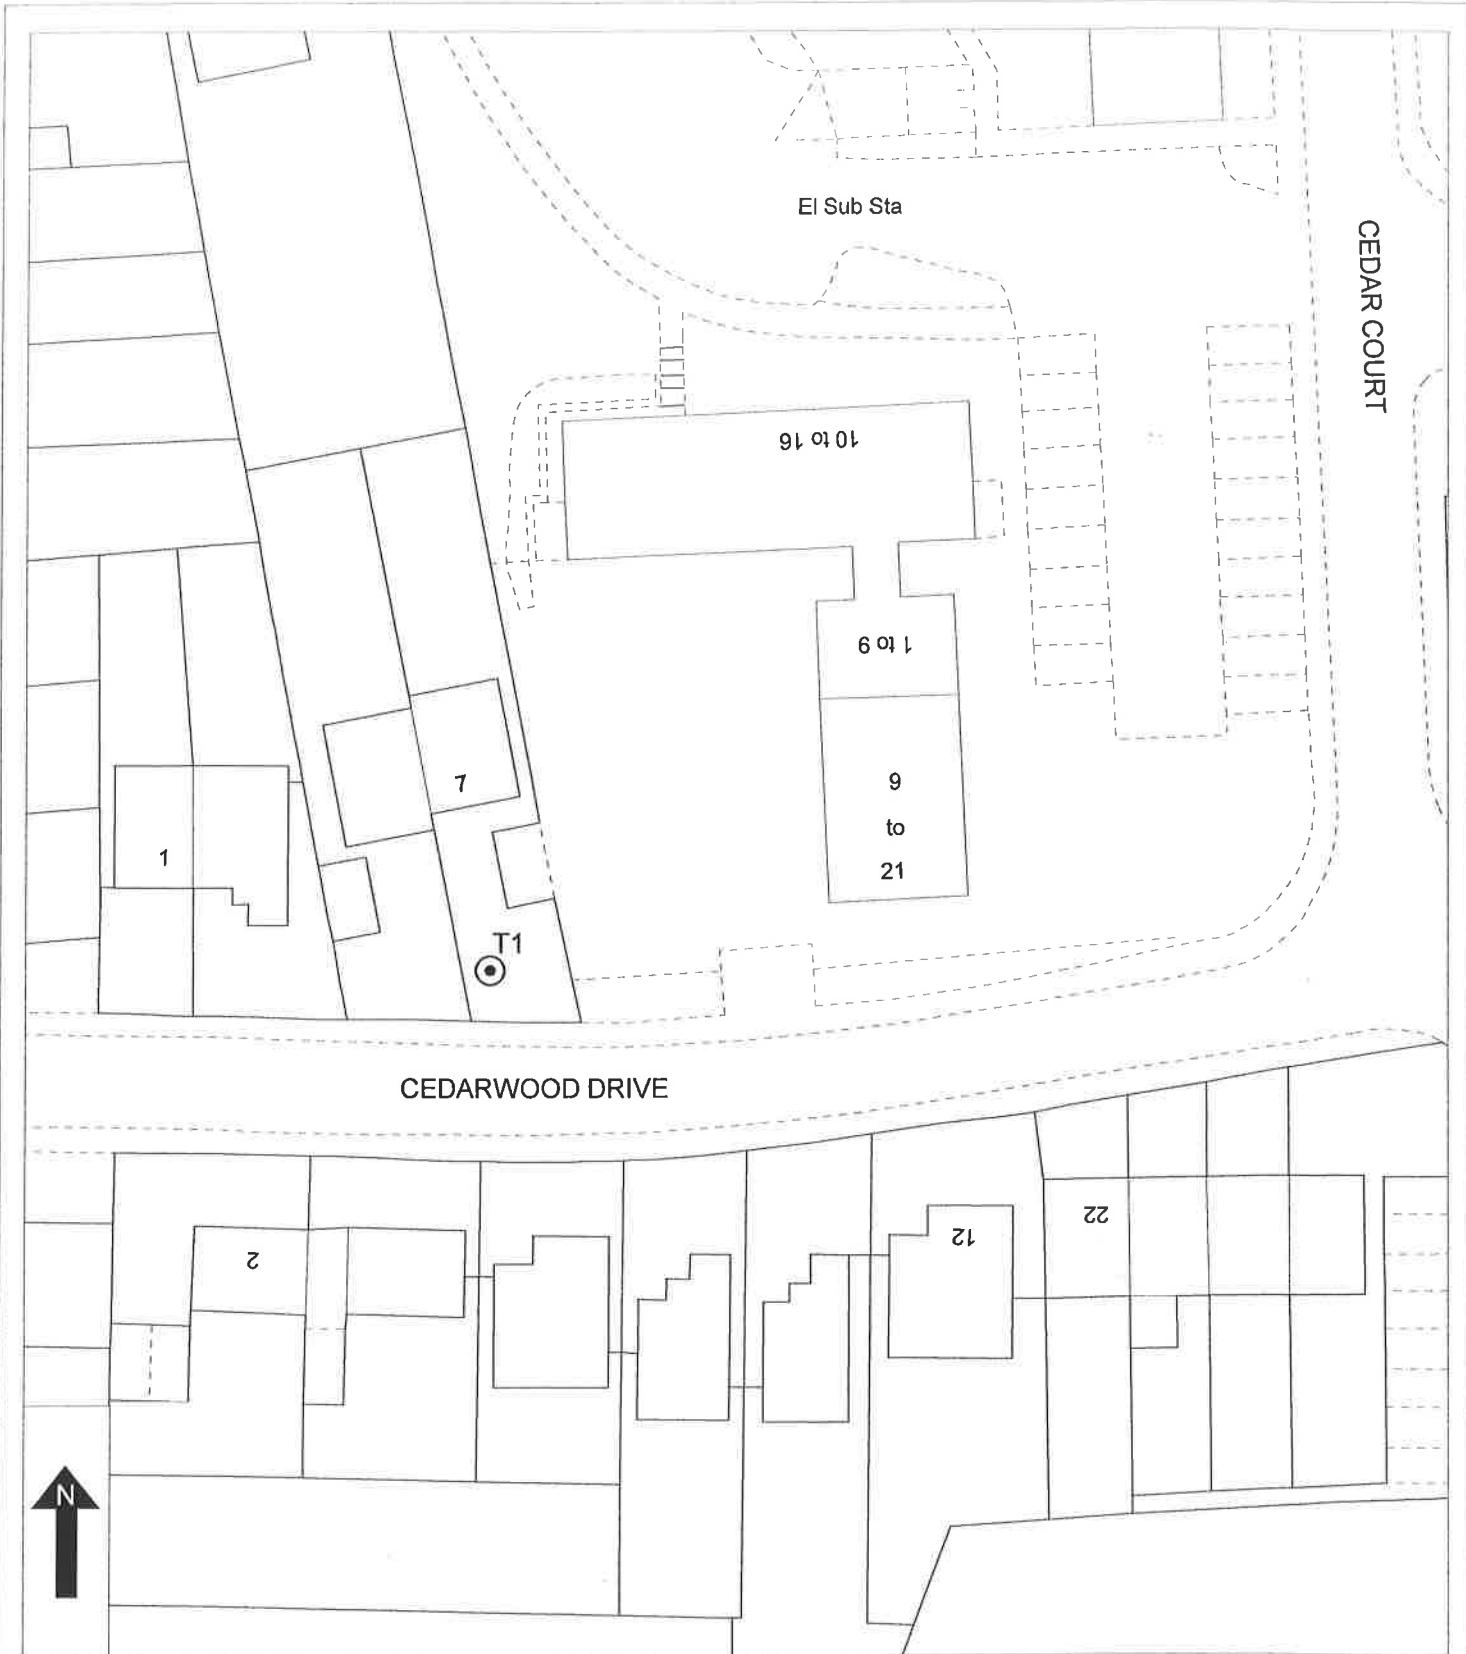 El Sub Sta
CEDAR COURT
10 to 16
1 to 9
7
9
to
21
1
T1
CEDARWOOD DRIVE
22
12
2
N